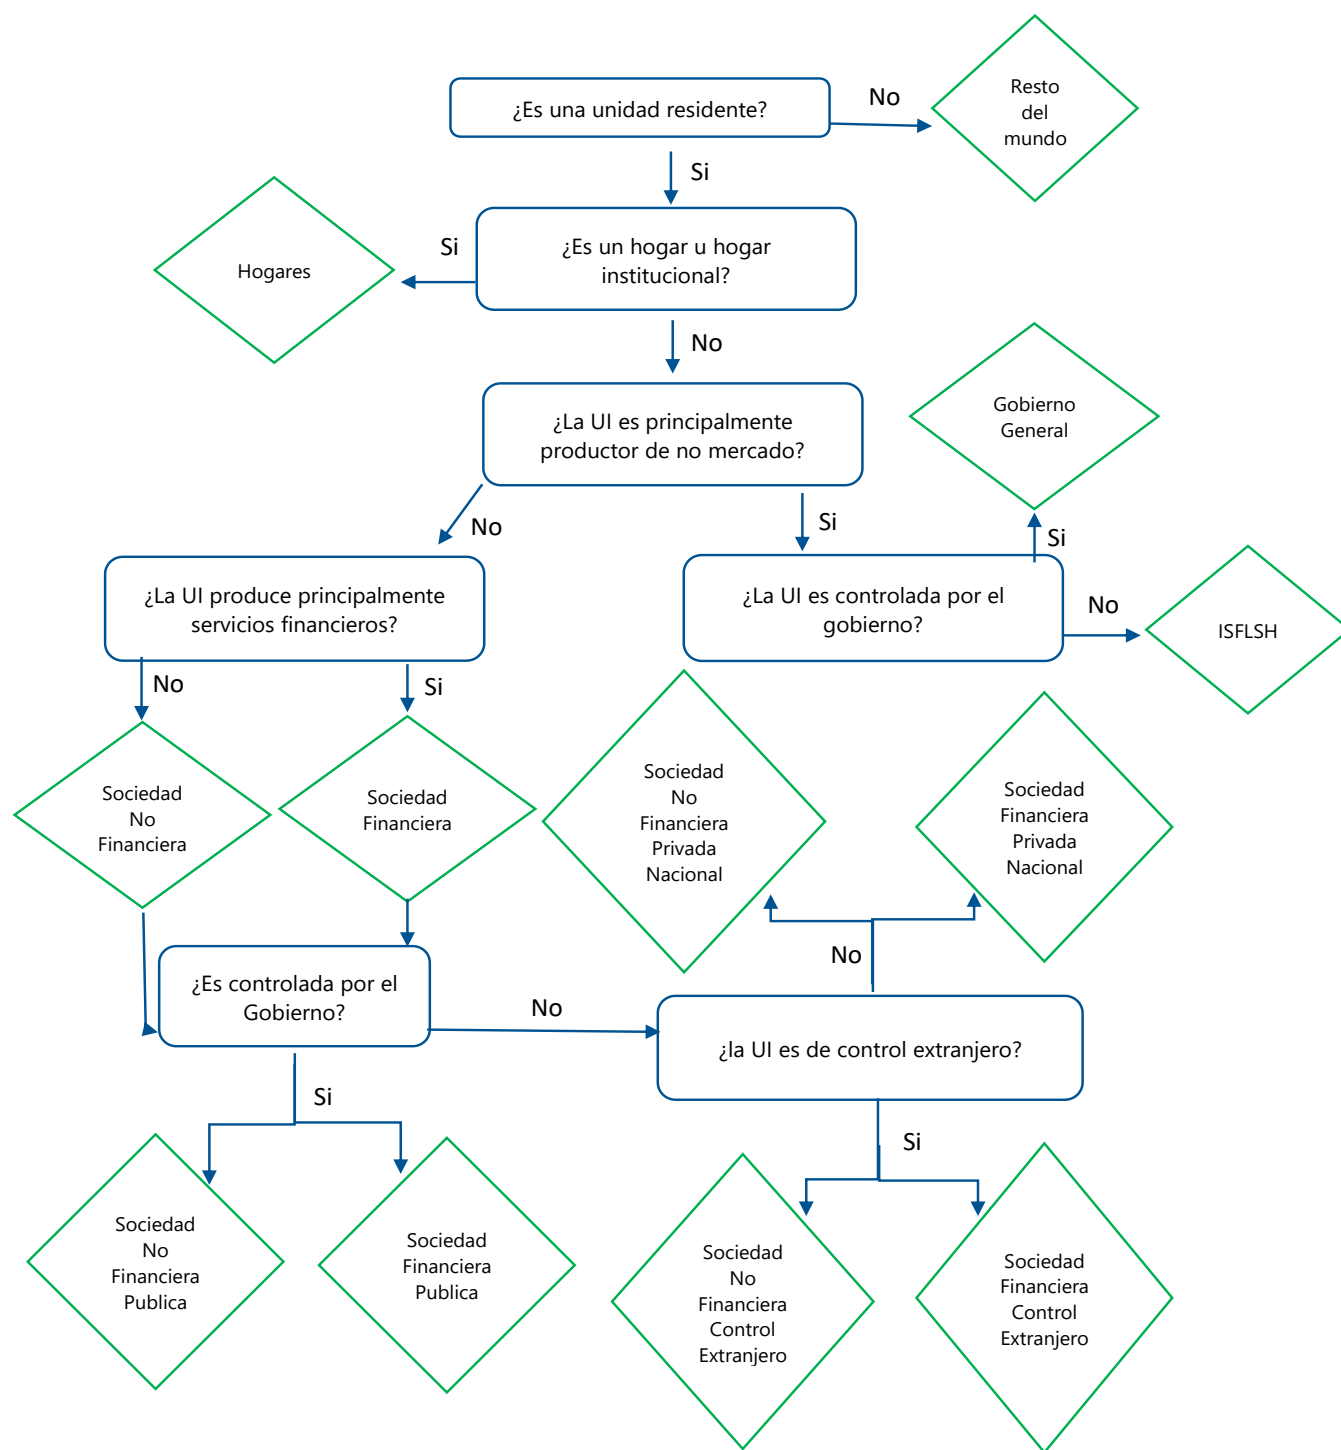 ¿Es una unidad residente?
No
Resto
del
mundo
Si
Hogares
Si
¿Es un hogar u hogar
institucional?
No
¿La UI es principalmente
productor de no mercado?
Gobierno
General
No
Si
Si
¿La UI produce principalmente
servicios financieros?
¿La UI es controlada por el
gobierno?
No
ISFLSH
No
Si
Sociedad
No
Financiera
Sociedad
Financiera
Sociedad
No
Financiera
Privada
Nacional
Sociedad
Financiera
Privada
Nacional
¿Es controlada por el
Gobierno?
No
No
¿la UI es de control extranjero?
Si
Si
Sociedad
No
Financiera
Publica
Sociedad
Financiera
Publica
Sociedad
No
Financiera
Control
Extranjero
Sociedad
Financiera
Control
Extranjero